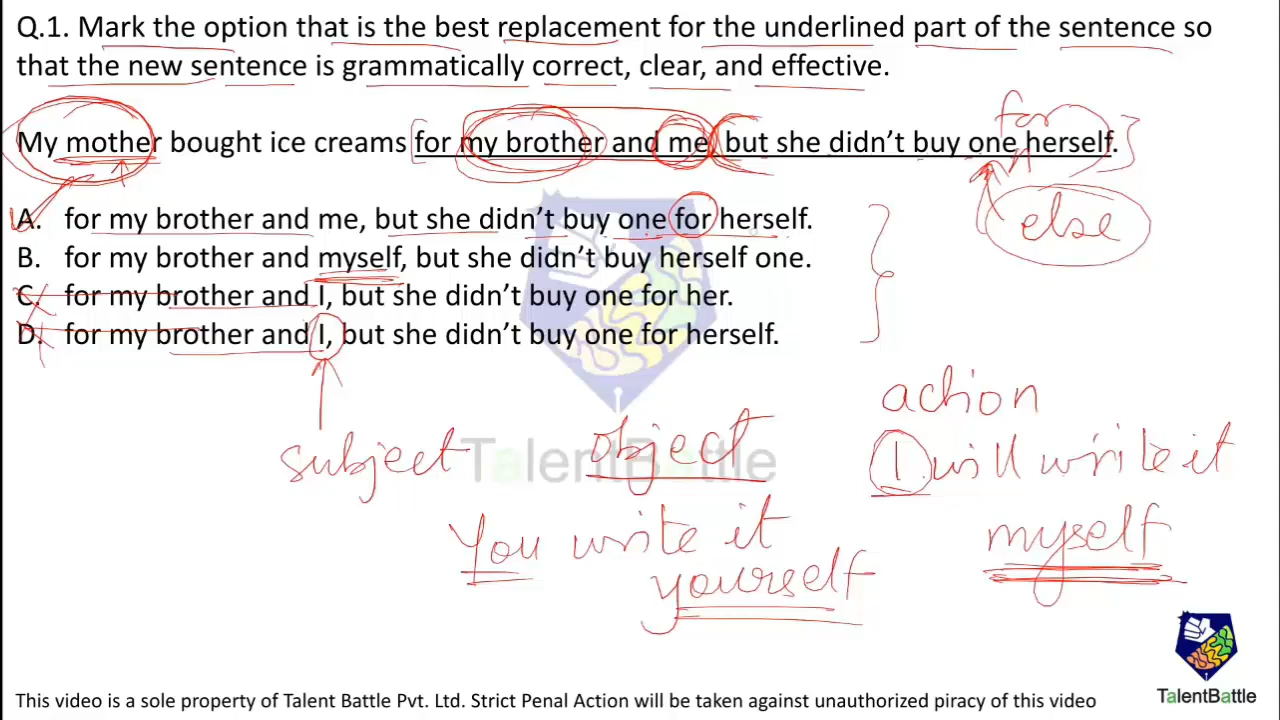 Q.1. Mark the option that is the best replacement for the underlined part of the sentence so
that the new sentence is grammatically correct, clear, and effective.
for
My mother bought ice creams for my brother and me, but she didn't buy one herself.
else
A. for my brother and me, but she didn't buy one for herself.
B. for my brother and myself, but she didn't buy herself one.
C. for my brother and I, but she didn't buy one for her.
D. for my brother and I, but she didn't buy one for herself.
action
subject object I will write it
TalentBattle
You write it myself
yourself
TalentBattle
This video is a sole property of Talent Battle Pvt. Ltd. Strict Penal Action will be taken against unauthorized piracy of this video